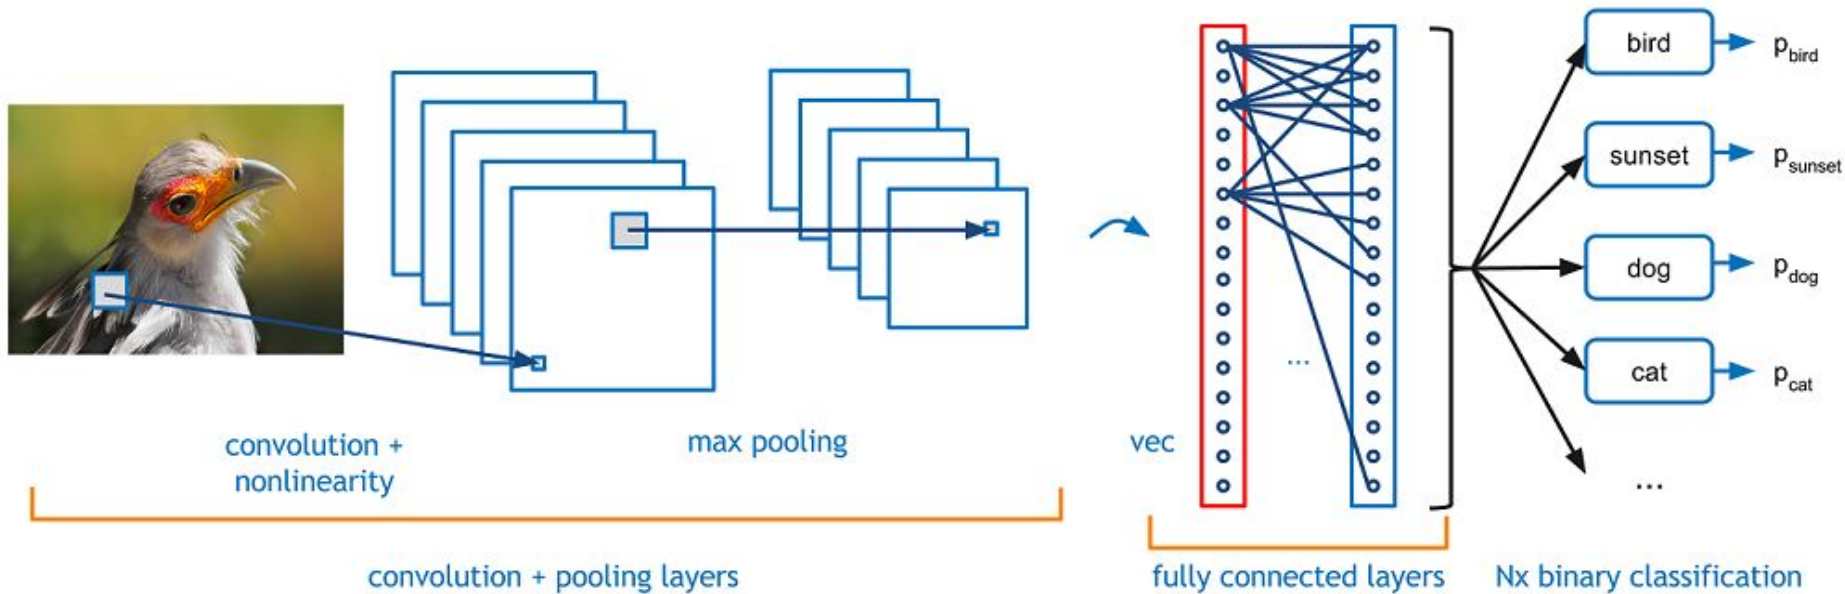 convolution +
nonlinearity
max pooling
vec
convolution + pooling layers
fully connected layers
Nx binary classification
...
bird
p_bird
sunset
p_sunset
dog
p_dog
cat
p_cat
...